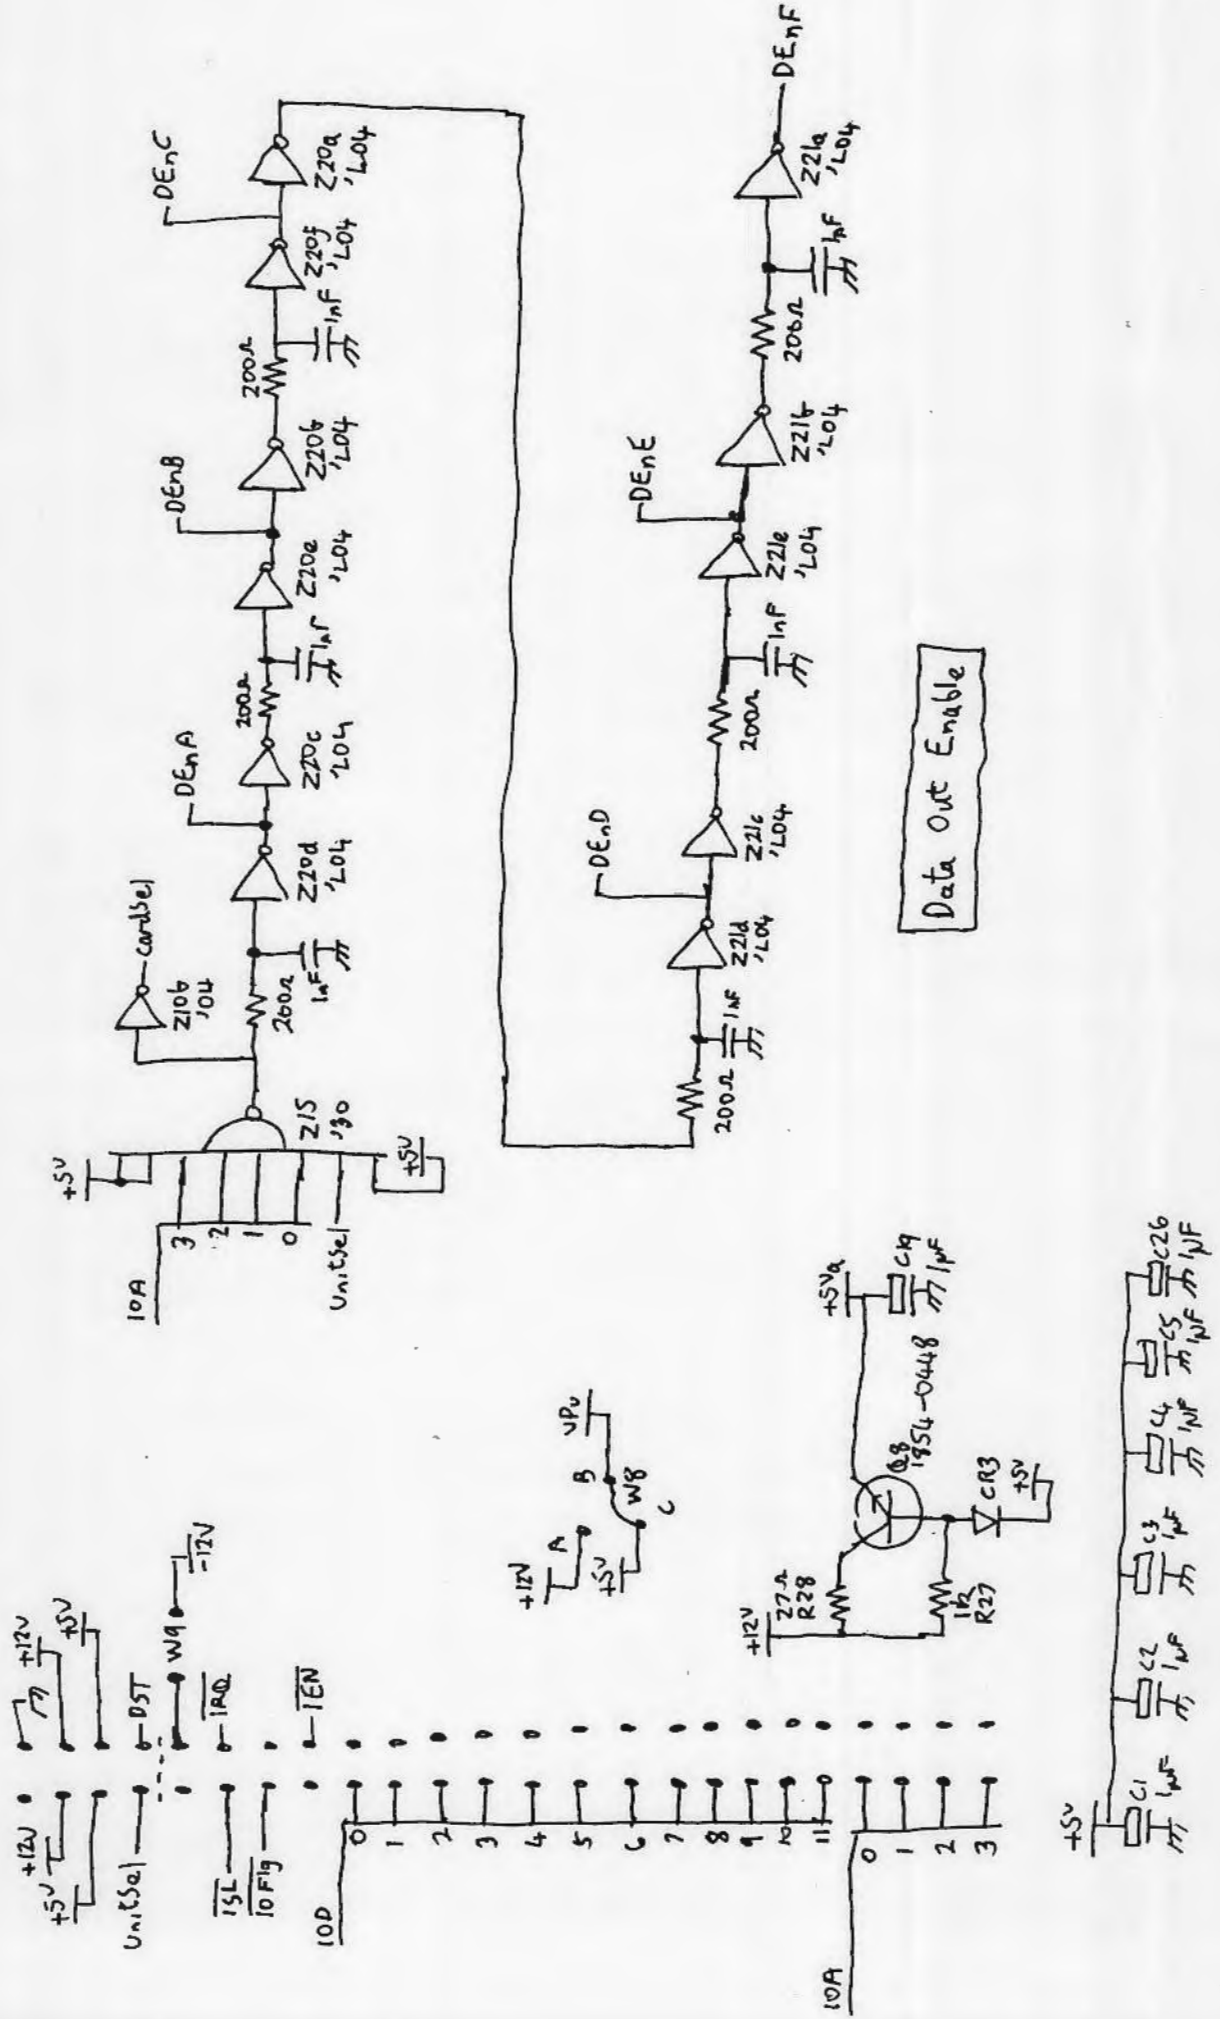 +12V
+5V
UnitSel
ISL
IOFlg
+12V
+5V
DST
W9
-12V
IRQ
IEN
IOD
0
1
2
3
4
5
6
7
8
9
10
11
IOA
0
1
2
3
+12V
A
+5V
B
W8
C
+12V
27Ω
R28
1k
R27
Q8
1854-0448
CR3
+5V
+5Va
C19
1µF
+5V
C1
1µF
C2
1µF
C3
1µF
C4
1µF
C5
1µF
C26
1µF
IOA
3
2
1
0
UnitSel
+5V
+5V
Z15
'30
Z10b
'04
CardSel
200Ω
1nF
Z20d
'L04
DEnA
Z20c
'L04
200Ω
1nF
Z20e
'L04
DEnB
Z20b
'L04
200Ω
1nF
Z20f
'L04
DEnC
Z20a
'L04
200Ω
1nF
Z21d
'L04
DEnD
Z21c
'L04
200Ω
1nF
Z21e
'L04
DEnE
Z21b
'L04
200Ω
1nF
Z21a
'L04
DEnF
Data Out Enable